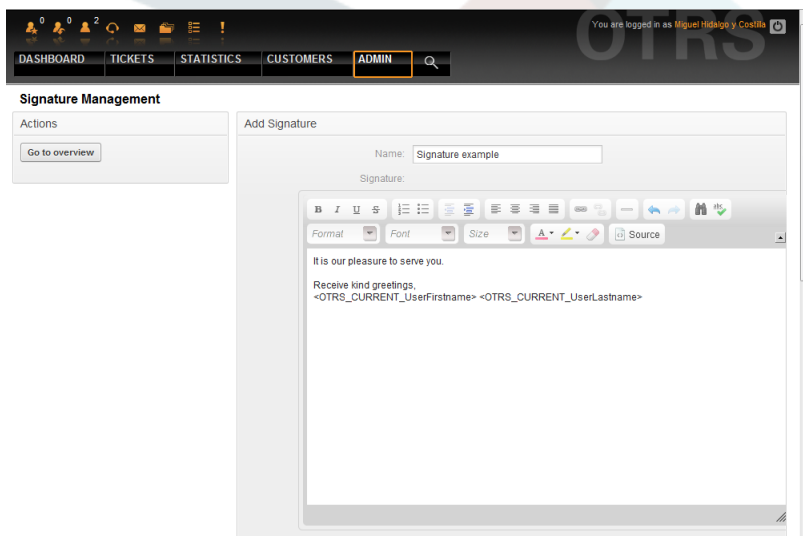 0 0 2
You are logged in as Miguel Hidalgo y Costilla
OTRS
DASHBOARD TICKETS STATISTICS CUSTOMERS ADMIN
Signature Management
Actions
Go to overview
Add Signature
Name: Signature example
Signature:
B I U S
Format Font Size A Source
It is our pleasure to serve you.
Receive kind greetings,
<OTRS_CURRENT_UserFirstname> <OTRS_CURRENT_UserLastname>